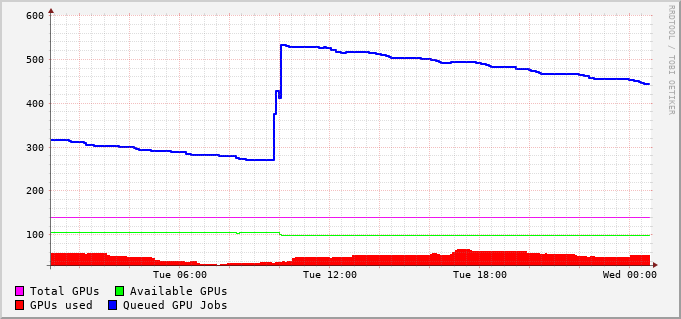 600
500
400
300
200
100
Tue 06:00 Tue 12:00 Tue 18:00 Wed 00:00
Total GPUs Available GPUs
GPUs used Queued GPU Jobs
RRDTOOL / TOBI OETIKER